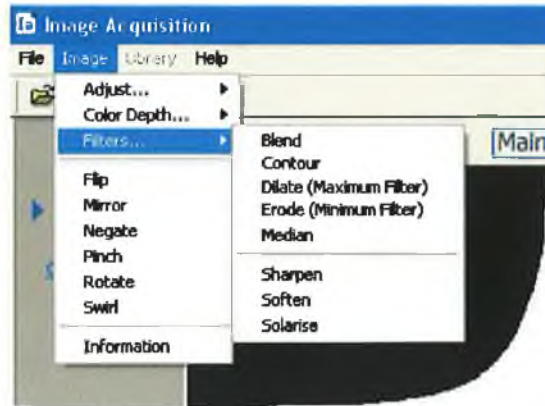 Image Acquisition
File Image Library Help
Adjust...
Color Depth...
Filters...
Flip
Mirror
Negate
Pinch
Rotate
Swirl
Information
Blend
Contour
Dilate (Maximum Filter)
Erode (Minimum Filter)
Median
Sharpen
Soften
Solarise
Main